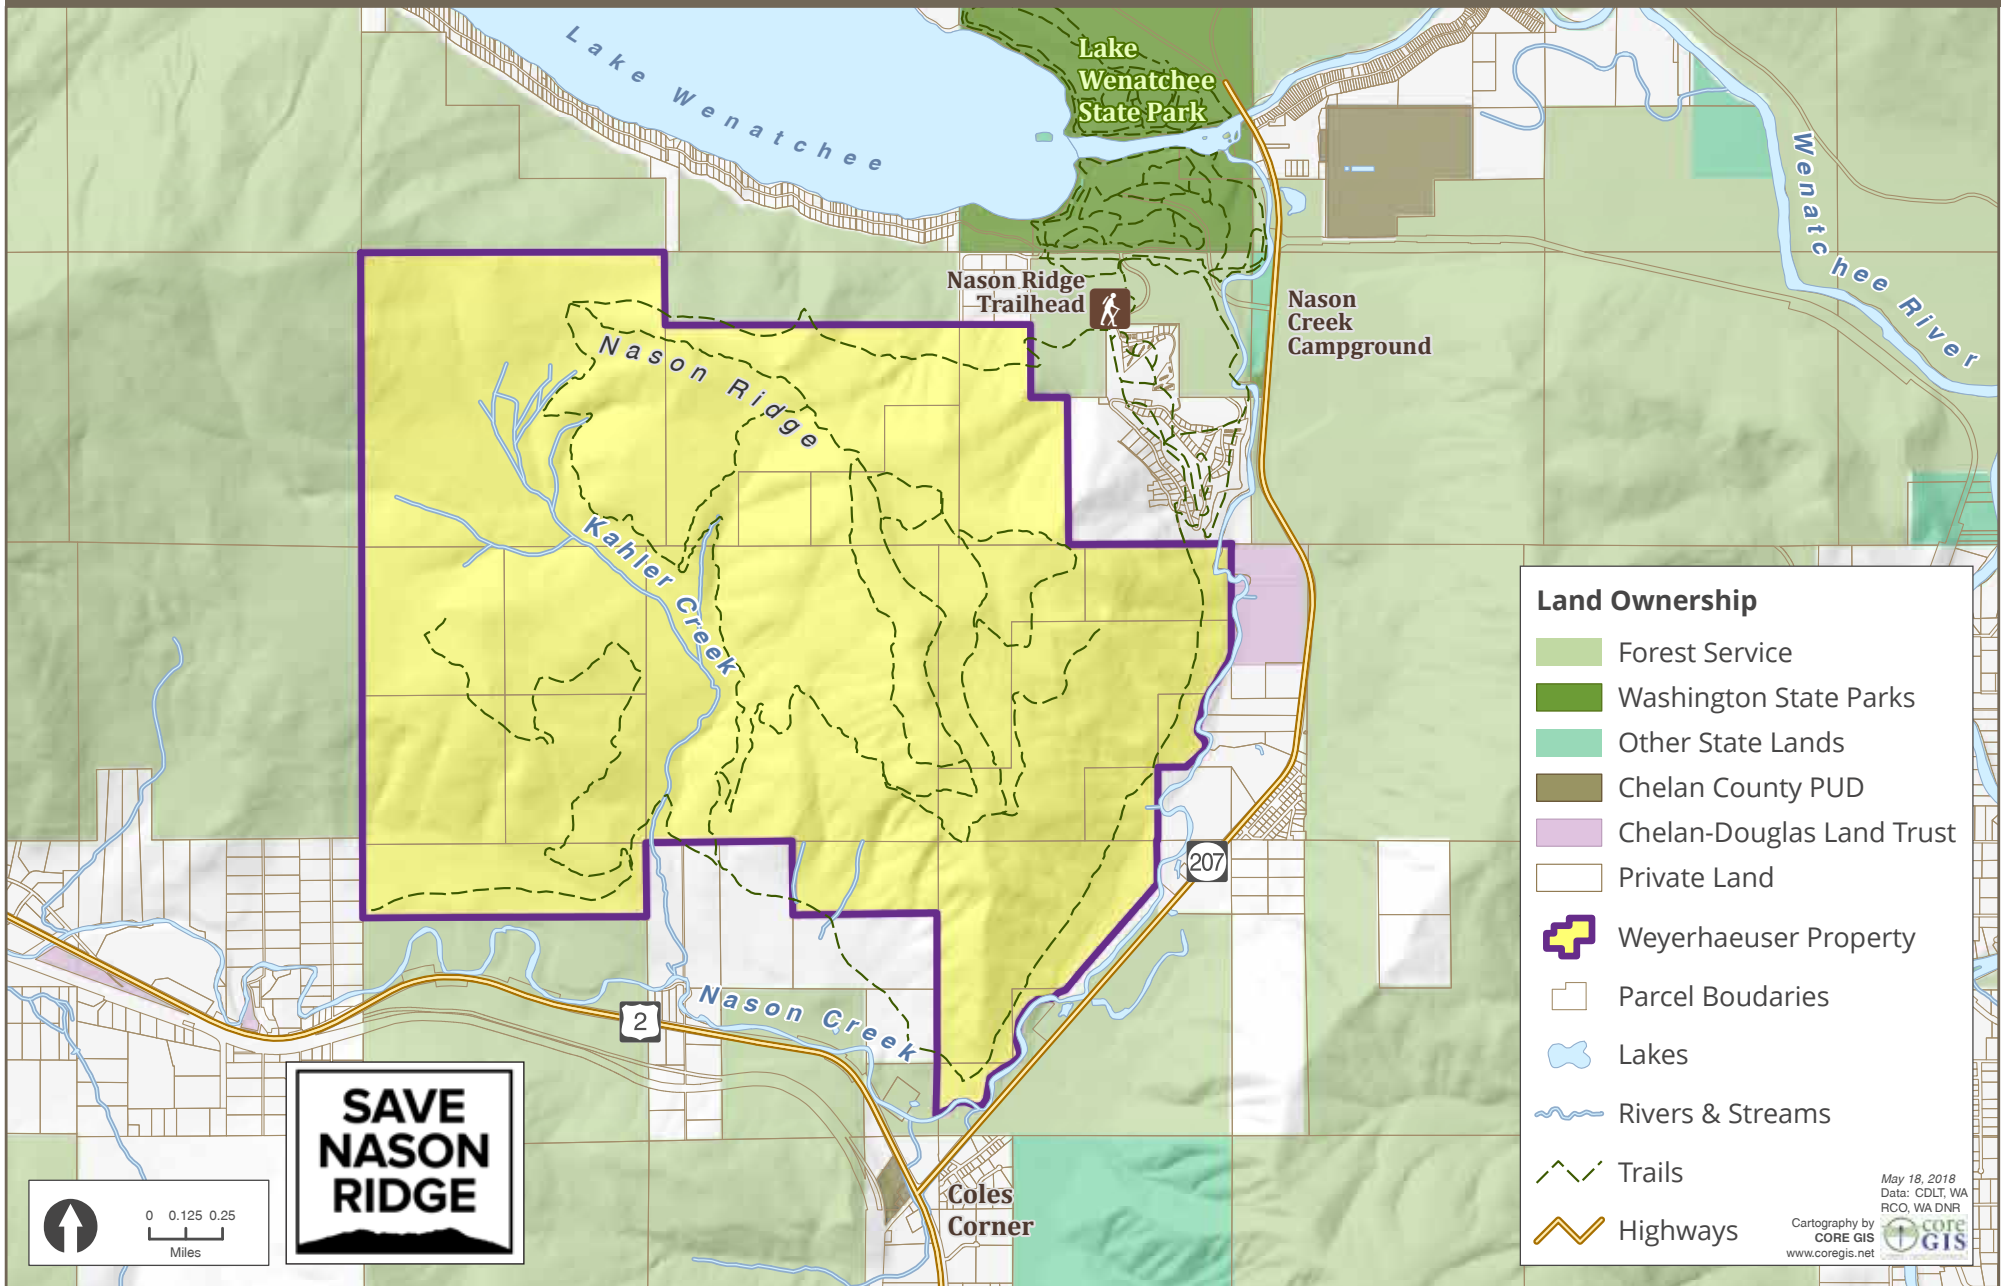 Lake Wenatchee
Lake
Wenatchee
State Park
Wenatchee River
Nason Ridge
Trailhead
Nason
Creek
Campground
Nason Ridge
Kahler Creek
207
2
Nason Creek
Coles
Corner
Land Ownership
Forest Service
Washington State Parks
Other State Lands
Chelan County PUD
Chelan-Douglas Land Trust
Private Land
Weyerhaeuser Property
Parcel Boudaries
Lakes
Rivers & Streams
Trails
Highways
May 18, 2018
Data: CDLT, WA
RCO, WA DNR
Cartography by
CORE GIS
www.coregis.net
core
GIS
SAVE
NASON
RIDGE
0 0.125 0.25
Miles